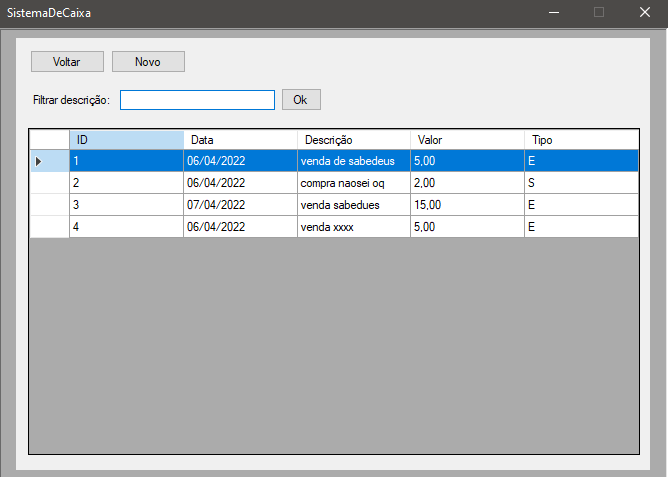 SistemaDeCaixa
Voltar Novo
Filtrar descrição: Ok
ID Data Descrição Valor Tipo
1 06/04/2022 venda de sabedeus 5,00 E
2 06/04/2022 compra naosei oq 2,00 S
3 07/04/2022 venda sabedues 15,00 E
4 06/04/2022 venda xxxx 5,00 E